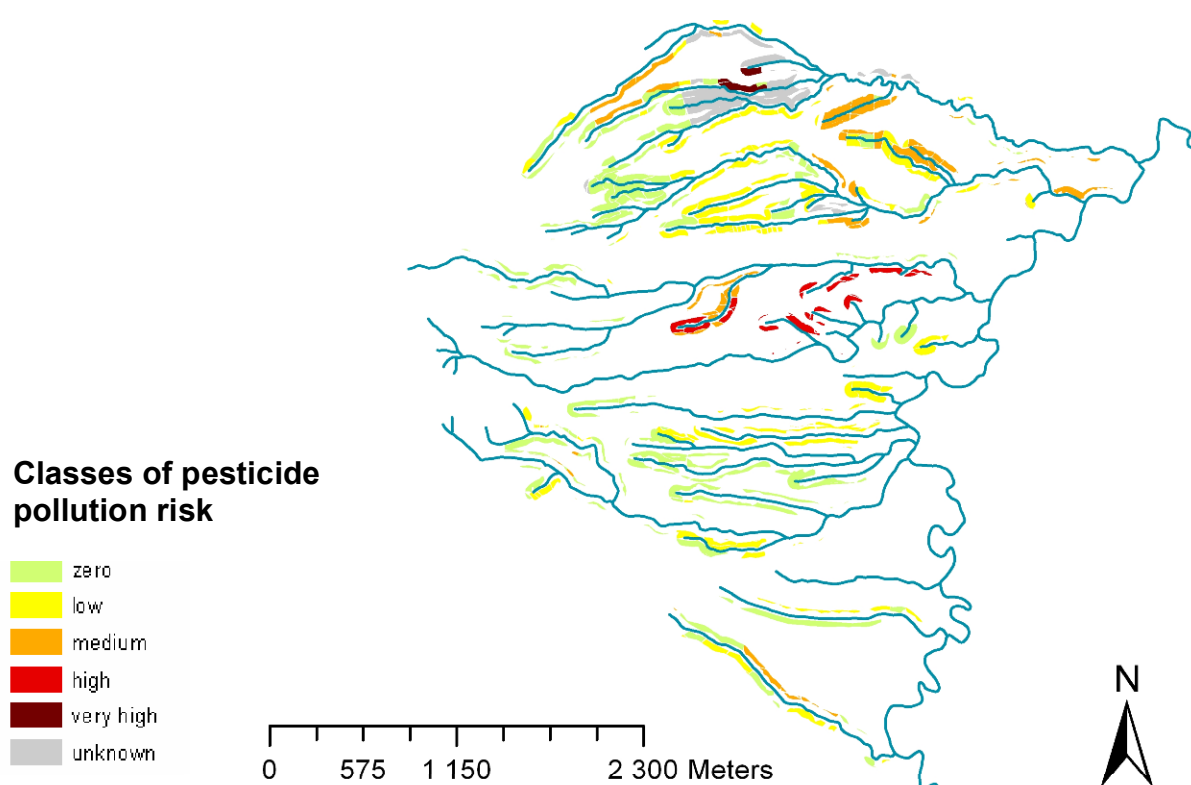 Classes of pesticide
pollution risk
zero
low
medium
high
very high
unknown
0 575 1 150 2 300 Meters
N